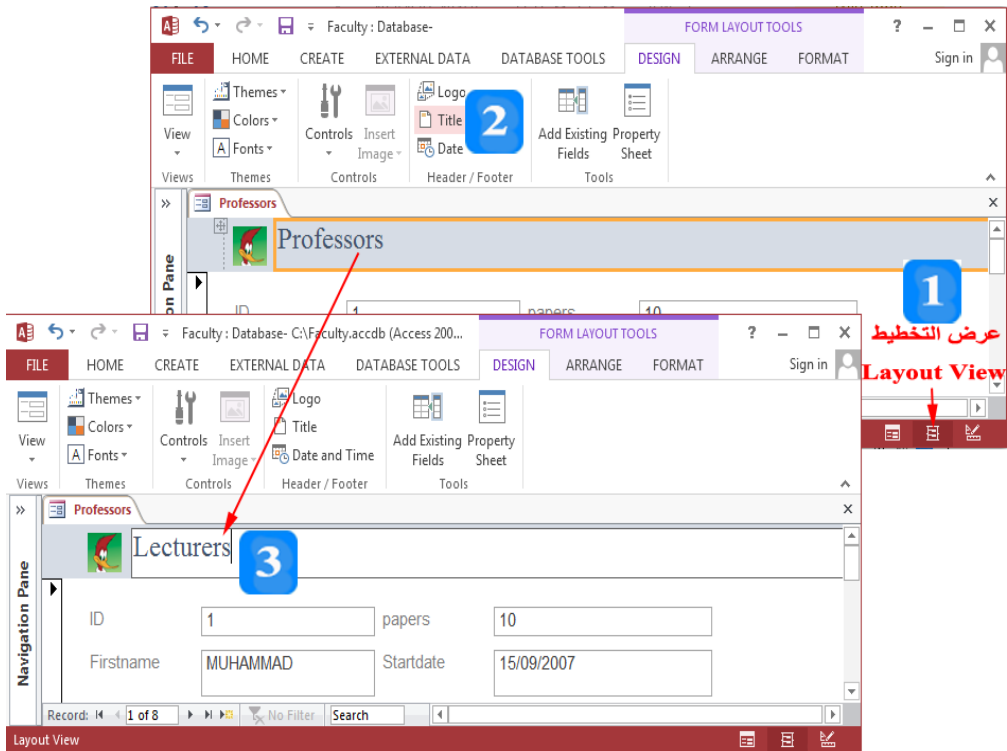 Faculty : Database-
FORM LAYOUT TOOLS
?
FILE HOME CREATE EXTERNAL DATA DATABASE TOOLS DESIGN ARRANGE FORMAT Sign in
Themes
Colors
Fonts
View
Controls
Insert Image
Logo
Title
Date
2
Add Existing Fields
Property Sheet
Views Themes Controls Header / Footer Tools
Professors
Professors
ID 1 papers 10
1
عرض التخطيط
Layout View
Faculty : Database- C:\Faculty.accdb (Access 200...
FORM LAYOUT TOOLS
?
FILE HOME CREATE EXTERNAL DATA DATABASE TOOLS DESIGN ARRANGE FORMAT Sign in
Themes
Colors
Fonts
View
Controls
Insert Image
Logo
Title
Date and Time
Add Existing Fields
Property Sheet
Views Themes Controls Header / Footer Tools
Professors
Lecturers
3
Navigation Pane
ID 1 papers 10
Firstname MUHAMMAD Startdate 15/09/2007
Record: 1 of 8 No Filter Search
Layout View